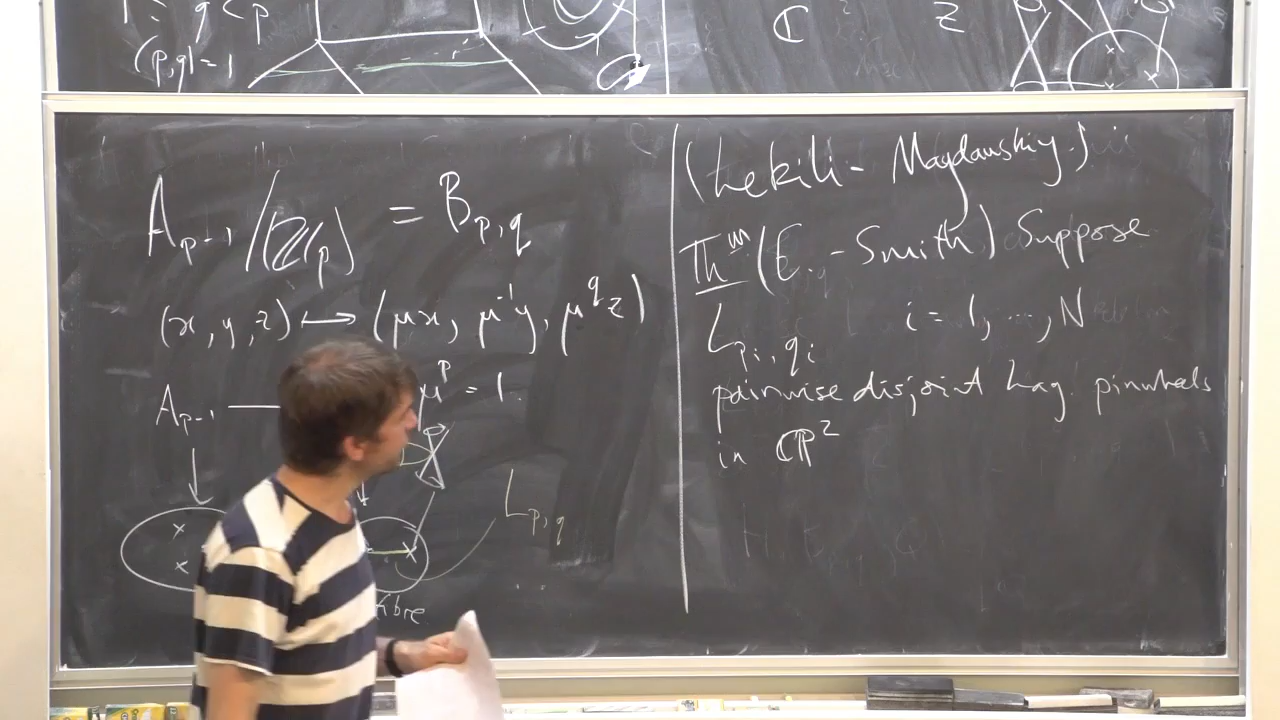 (p,q)=1
ℂ
z
A_{p-1}/(ℤ/p) = B_{p,q}
(x, y, z) ⟼ (μx, μ^{-1}y, μ^q z)
μ^p = 1.
A_{p-1}
L_{p,q}
fibre
(Lekili-Maydanskiy)
Th^m (E.-Smith) Suppose
L_{p_i,q_i} i = 1, ..., N
pairwise disjoint Lag. pinwheels
in ℂℙ^2